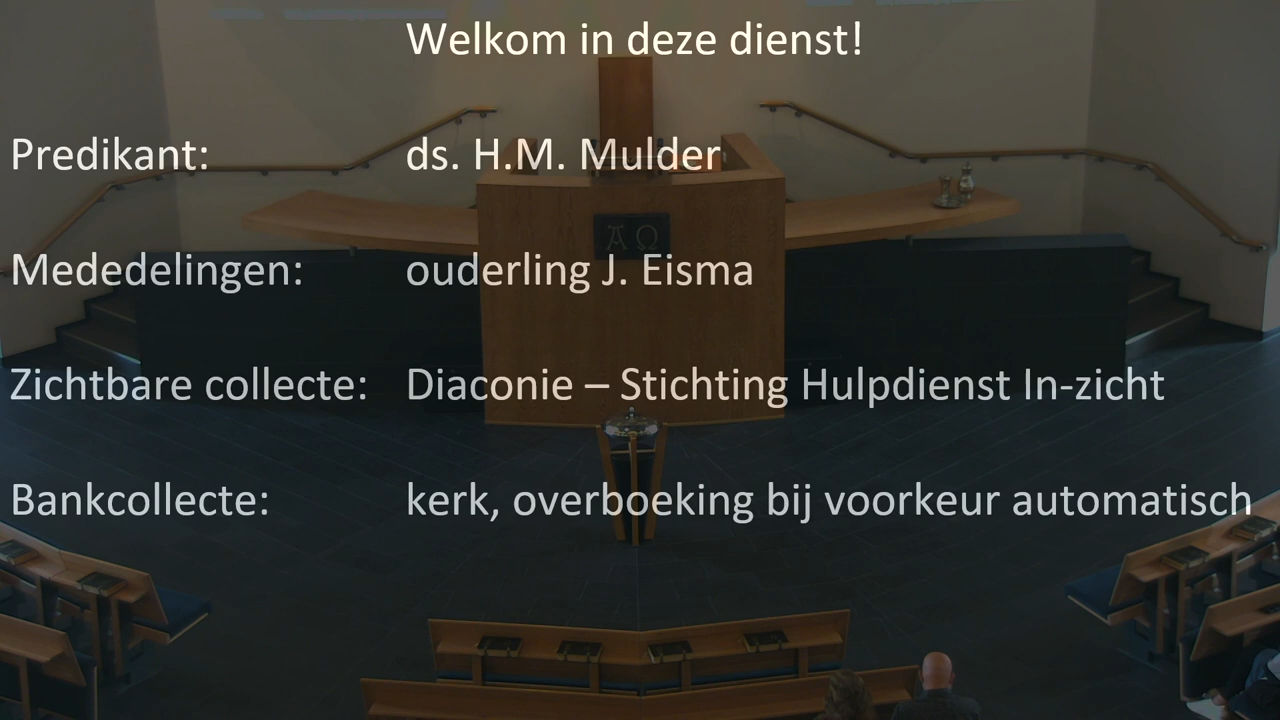 Welkom in deze dienst!
Predikant: ds. H.M. Mulder
Mededelingen: ouderling J. Eisma
Zichtbare collecte: Diaconie – Stichting Hulpdienst In-zicht
Bankcollecte: kerk, overboeking bij voorkeur automatisch
Α Ω